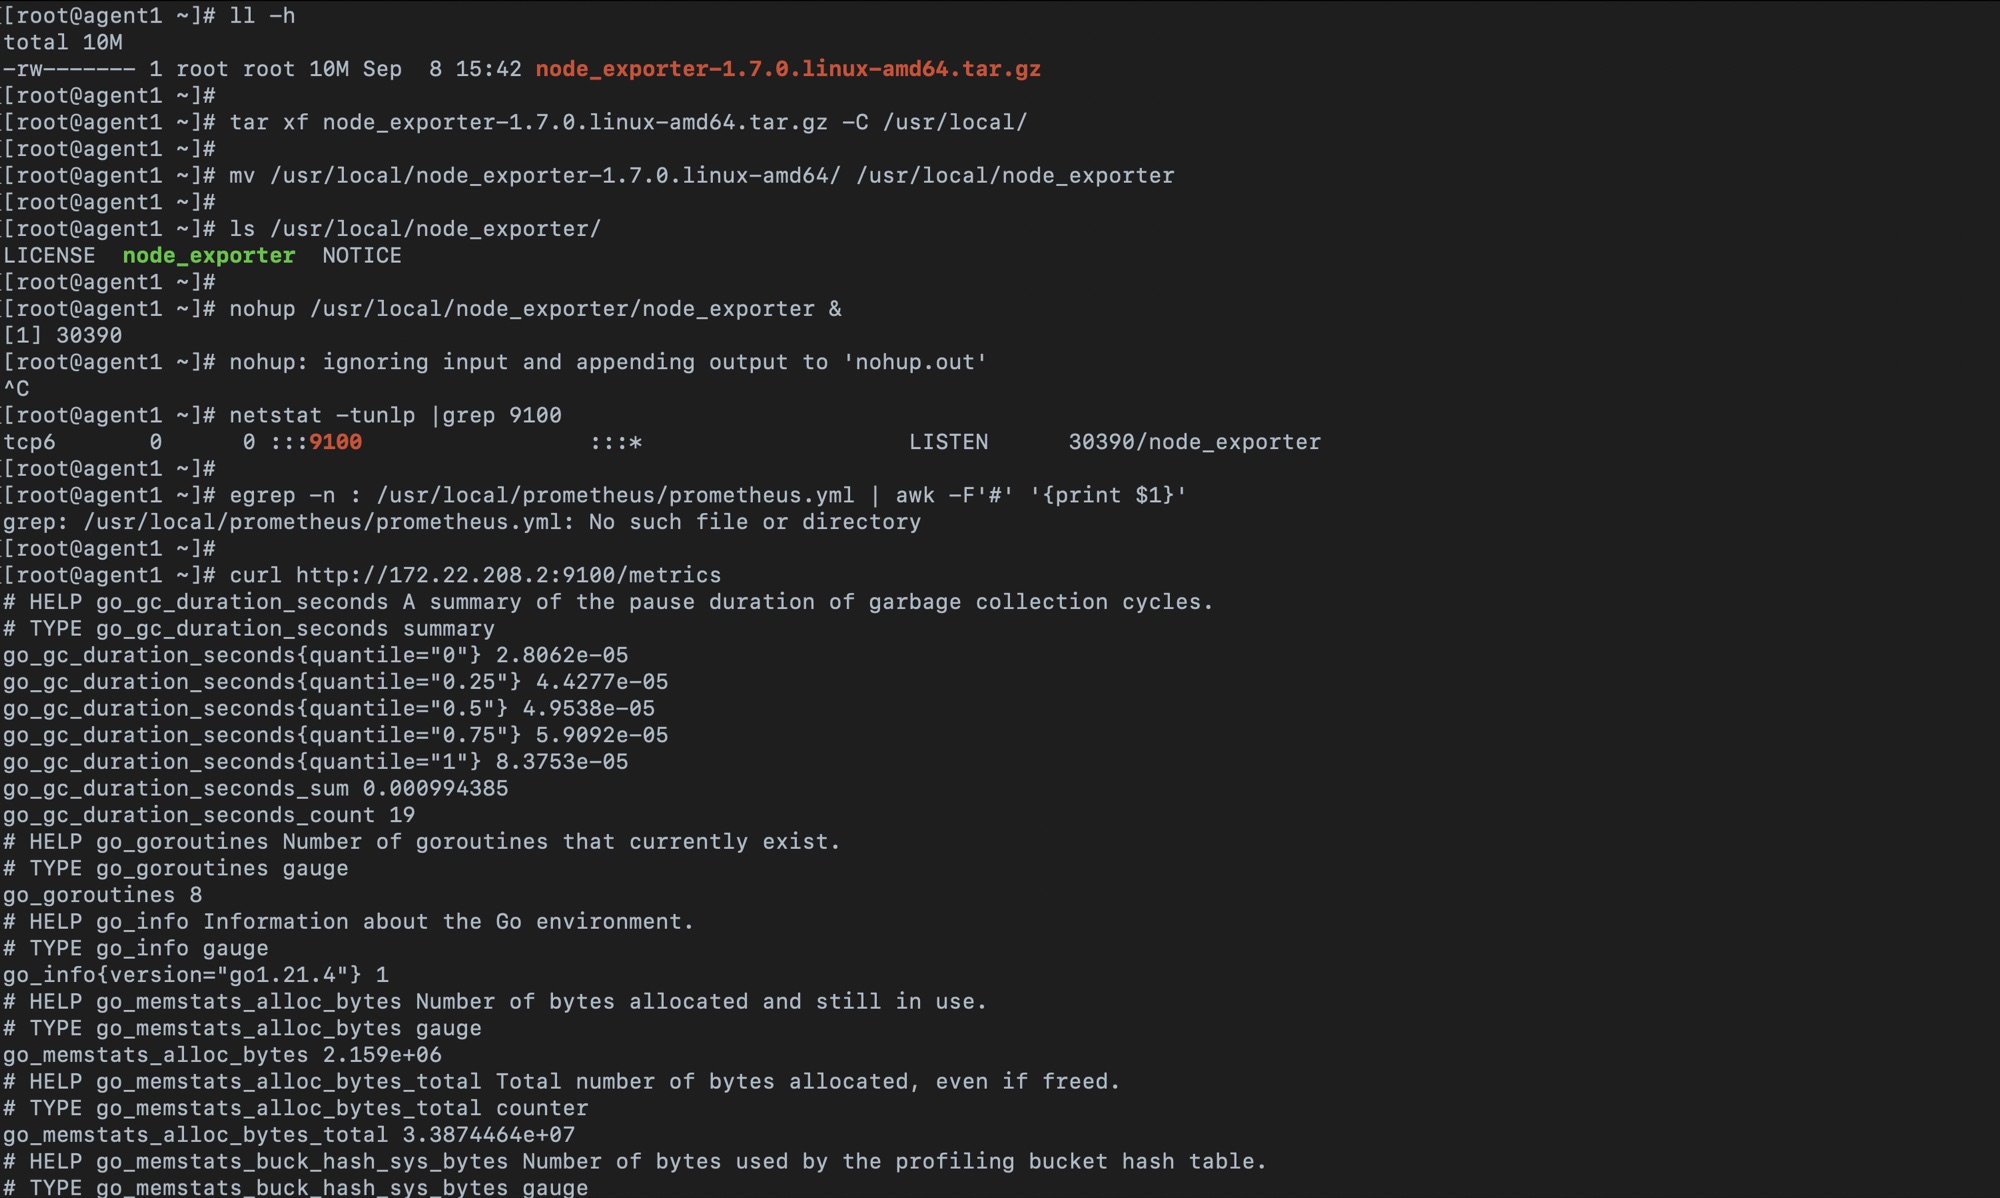 [root@agent1 ~]# ll -h
total 10M
-rw------- 1 root root 10M Sep  8 15:42 node_exporter-1.7.0.linux-amd64.tar.gz
[root@agent1 ~]#
[root@agent1 ~]# tar xf node_exporter-1.7.0.linux-amd64.tar.gz -C /usr/local/
[root@agent1 ~]#
[root@agent1 ~]# mv /usr/local/node_exporter-1.7.0.linux-amd64/ /usr/local/node_exporter
[root@agent1 ~]#
[root@agent1 ~]# ls /usr/local/node_exporter/
LICENSE  node_exporter  NOTICE
[root@agent1 ~]#
[root@agent1 ~]# nohup /usr/local/node_exporter/node_exporter &
[1] 30390
[root@agent1 ~]# nohup: ignoring input and appending output to 'nohup.out'
^C
[root@agent1 ~]# netstat -tunlp |grep 9100
tcp6       0      0 :::9100                 :::*                    LISTEN      30390/node_exporter
[root@agent1 ~]#
[root@agent1 ~]# egrep -n : /usr/local/prometheus/prometheus.yml | awk -F'#' '{print $1}'
grep: /usr/local/prometheus/prometheus.yml: No such file or directory
[root@agent1 ~]#
[root@agent1 ~]# curl http://172.22.208.2:9100/metrics
# HELP go_gc_duration_seconds A summary of the pause duration of garbage collection cycles.
# TYPE go_gc_duration_seconds summary
go_gc_duration_seconds{quantile="0"} 2.8062e-05
go_gc_duration_seconds{quantile="0.25"} 4.4277e-05
go_gc_duration_seconds{quantile="0.5"} 4.9538e-05
go_gc_duration_seconds{quantile="0.75"} 5.9092e-05
go_gc_duration_seconds{quantile="1"} 8.3753e-05
go_gc_duration_seconds_sum 0.000994385
go_gc_duration_seconds_count 19
# HELP go_goroutines Number of goroutines that currently exist.
# TYPE go_goroutines gauge
go_goroutines 8
# HELP go_info Information about the Go environment.
# TYPE go_info gauge
go_info{version="go1.21.4"} 1
# HELP go_memstats_alloc_bytes Number of bytes allocated and still in use.
# TYPE go_memstats_alloc_bytes gauge
go_memstats_alloc_bytes 2.159e+06
# HELP go_memstats_alloc_bytes_total Total number of bytes allocated, even if freed.
# TYPE go_memstats_alloc_bytes_total counter
go_memstats_alloc_bytes_total 3.3874464e+07
# HELP go_memstats_buck_hash_sys_bytes Number of bytes used by the profiling bucket hash table.
# TYPE go_memstats_buck_hash_sys_bytes gauge